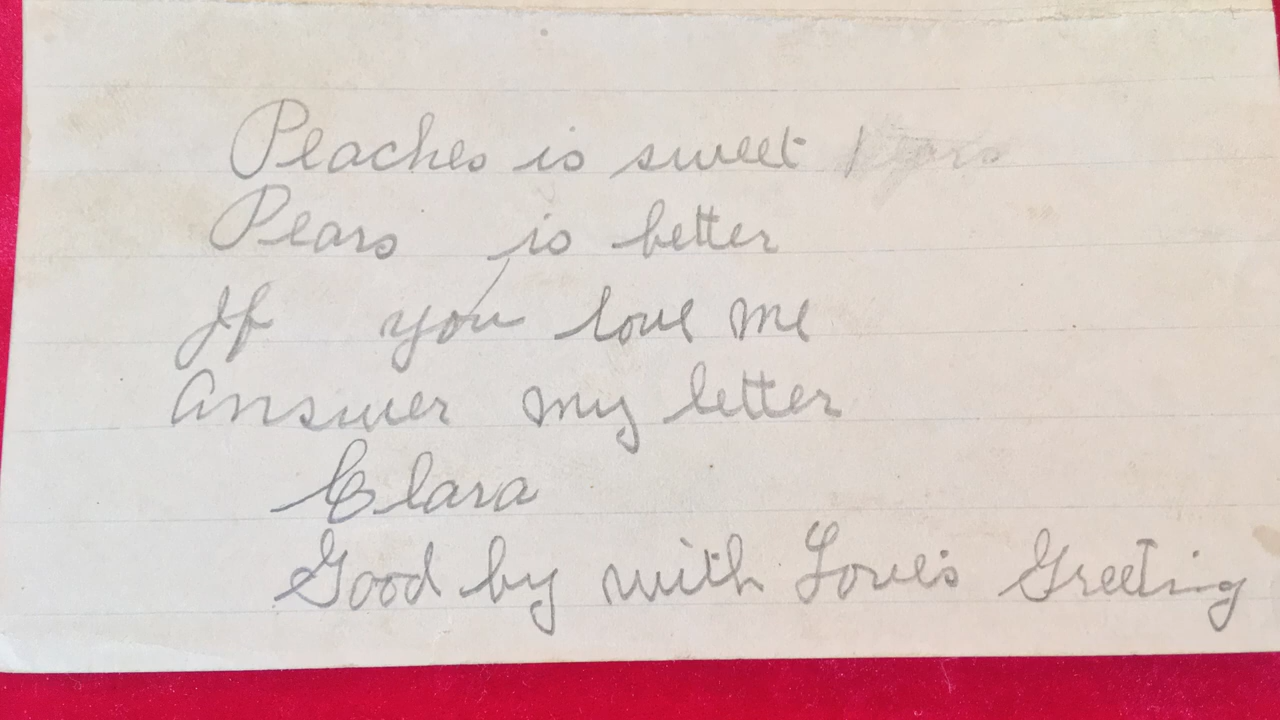 Peaches is sweet
Pears is better
If you love me
Answer my letter
Clara
Good by with Love's Greeting